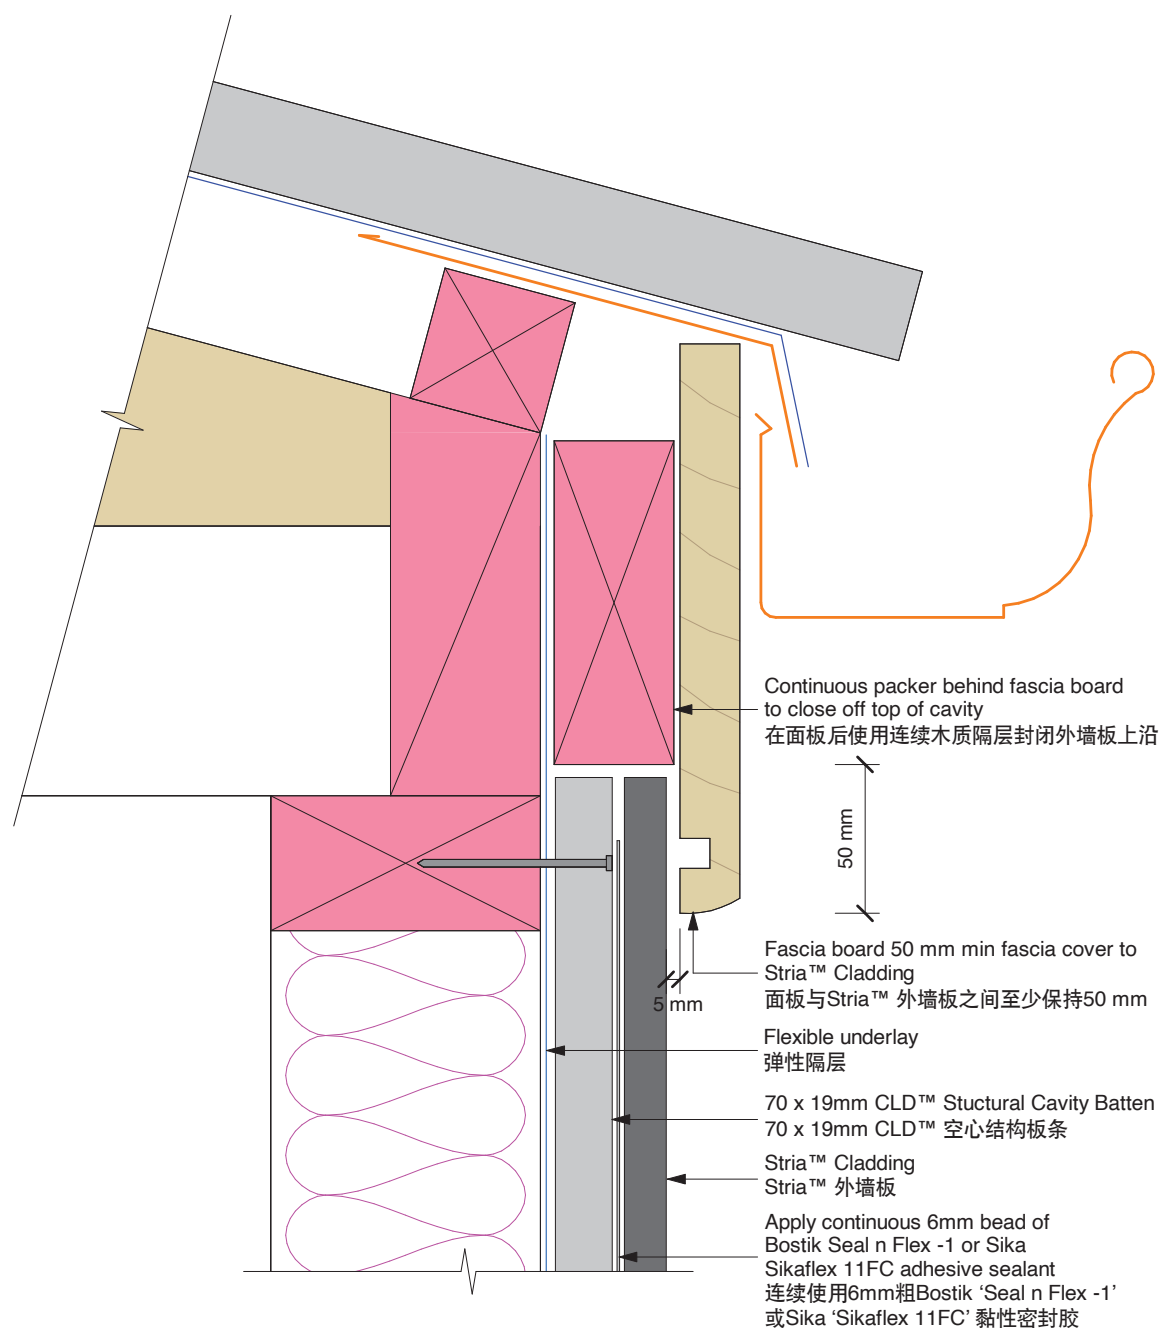 Continuous packer behind fascia board
to close off top of cavity
在面板后使用连续木质隔层封闭外墙板上沿
50 mm
Fascia board 50 mm min fascia cover to
Stria™ Cladding
面板与Stria™ 外墙板之间至少保持50 mm
5 mm
Flexible underlay
弹性隔层
70 x 19mm CLD™ Stuctural Cavity Batten
70 x 19mm CLD™ 空心结构板条
Stria™ Cladding
Stria™ 外墙板
Apply continuous 6mm bead of
Bostik Seal n Flex -1 or Sika
Sikaflex 11FC adhesive sealant
连续使用6mm粗Bostik ‘Seal n Flex -1’
或Sika ‘Sikaflex 11FC’ 黏性密封胶